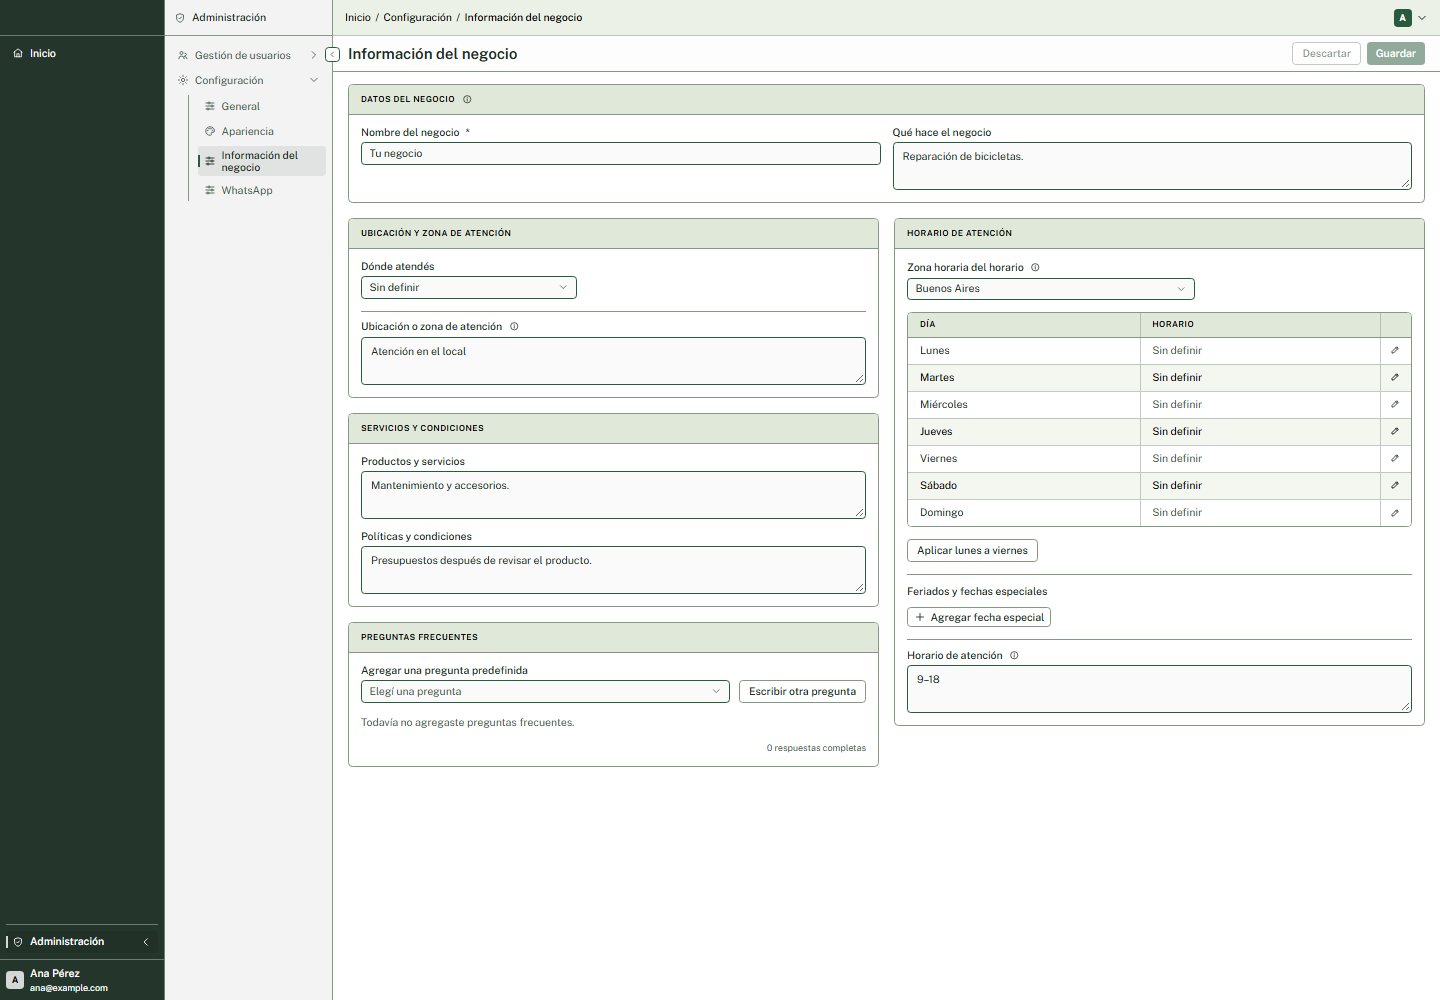 Administración
Inicio / Configuración / Información del negocio
A
Inicio
Gestión de usuarios
Configuración
General
Apariencia
Información del
negocio
WhatsApp
Información del negocio
Descartar
Guardar
DATOS DEL NEGOCIO
Nombre del negocio *
Tu negocio
Qué hace el negocio
Reparación de bicicletas.
UBICACIÓN Y ZONA DE ATENCIÓN
Dónde atendés
Sin definir
Ubicación o zona de atención
Atención en el local
SERVICIOS Y CONDICIONES
Productos y servicios
Mantenimiento y accesorios.
Políticas y condiciones
Presupuestos después de revisar el producto.
PREGUNTAS FRECUENTES
Agregar una pregunta predefinida
Elegí una pregunta
Escribir otra pregunta
Todavía no agregaste preguntas frecuentes.
0 respuestas completas
HORARIO DE ATENCIÓN
Zona horaria del horario
Buenos Aires
DÍA HORARIO
Lunes Sin definir
Martes Sin definir
Miércoles Sin definir
Jueves Sin definir
Viernes Sin definir
Sábado Sin definir
Domingo Sin definir
Aplicar lunes a viernes
Feriados y fechas especiales
Agregar fecha especial
Horario de atención
9–18
Administración
A
Ana Pérez
ana@example.com